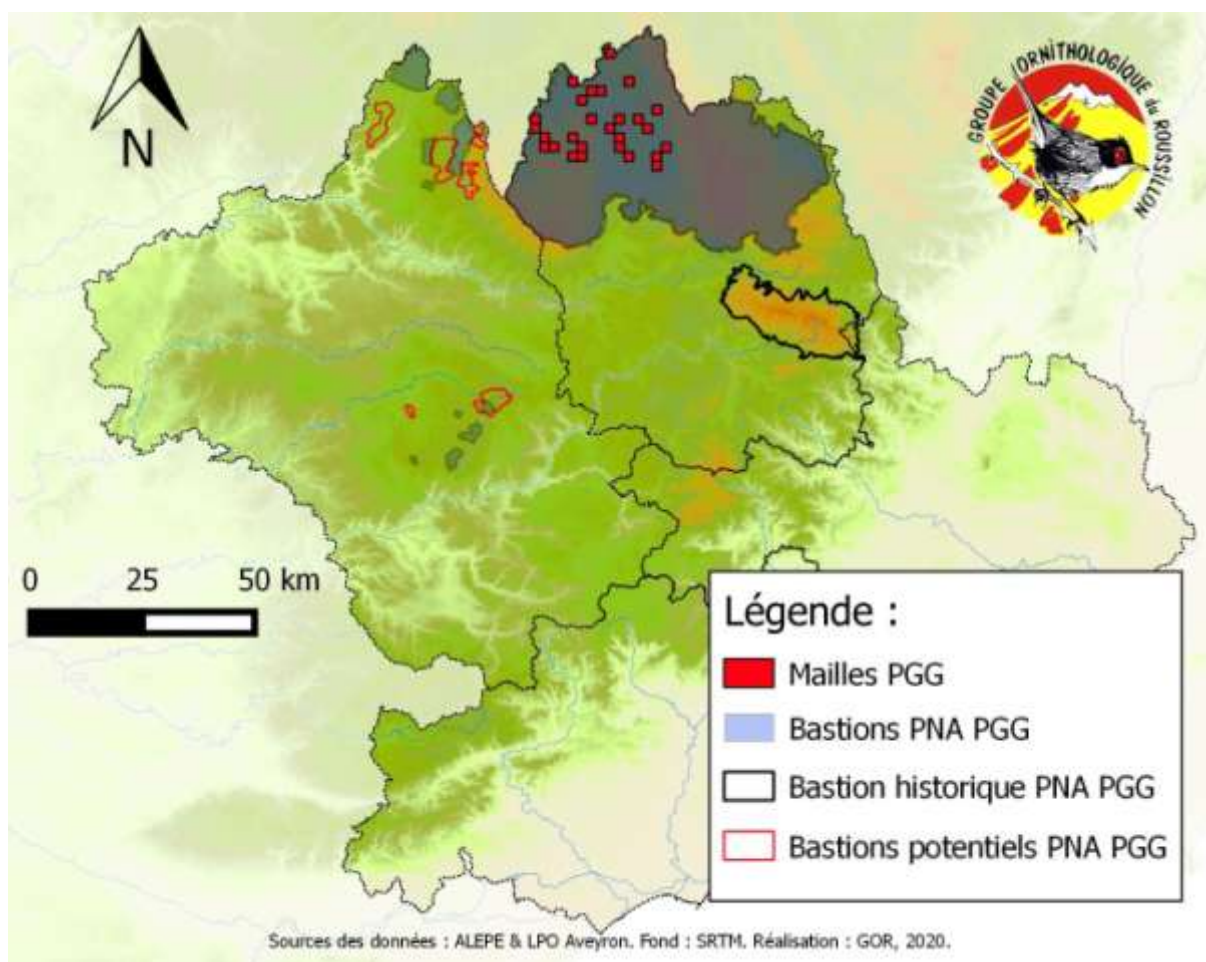 N
GROUPE ORNITHOLOGIQUE du ROUSSILLON
0 25 50 km
Légende :
Mailles PGG
Bastions PNA PGG
Bastion historique PNA PGG
Bastions potentiels PNA PGG
Sources des données : ALEPE & LPO Aveyron. Fond : SRTM. Réalisation : GOR, 2020.